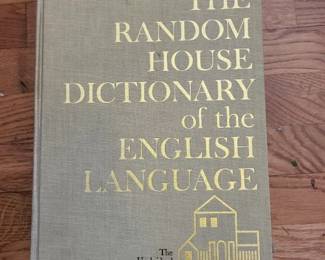 THE
RANDOM
HOUSE
DICTIONARY
of the
ENGLISH
LANGUAGE
The